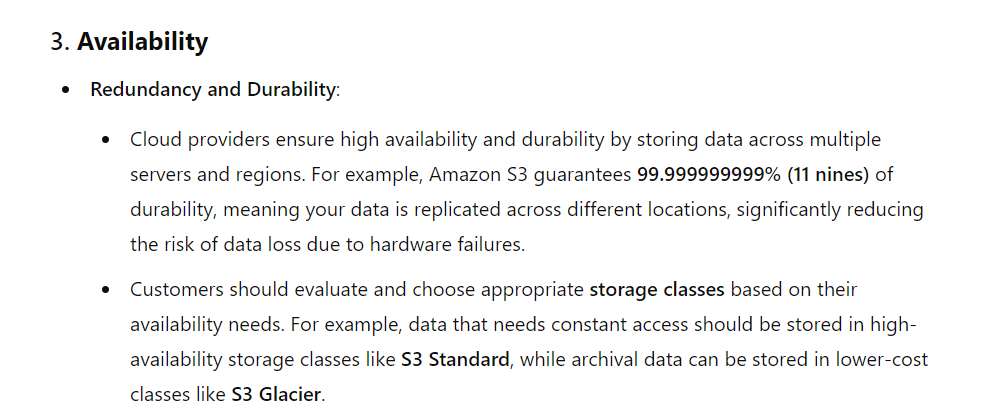 3. Availability
• Redundancy and Durability:
• Cloud providers ensure high availability and durability by storing data across multiple
servers and regions. For example, Amazon S3 guarantees 99.999999999% (11 nines) of
durability, meaning your data is replicated across different locations, significantly reducing
the risk of data loss due to hardware failures.
• Customers should evaluate and choose appropriate storage classes based on their
availability needs. For example, data that needs constant access should be stored in high-
availability storage classes like S3 Standard, while archival data can be stored in lower-cost
classes like S3 Glacier.